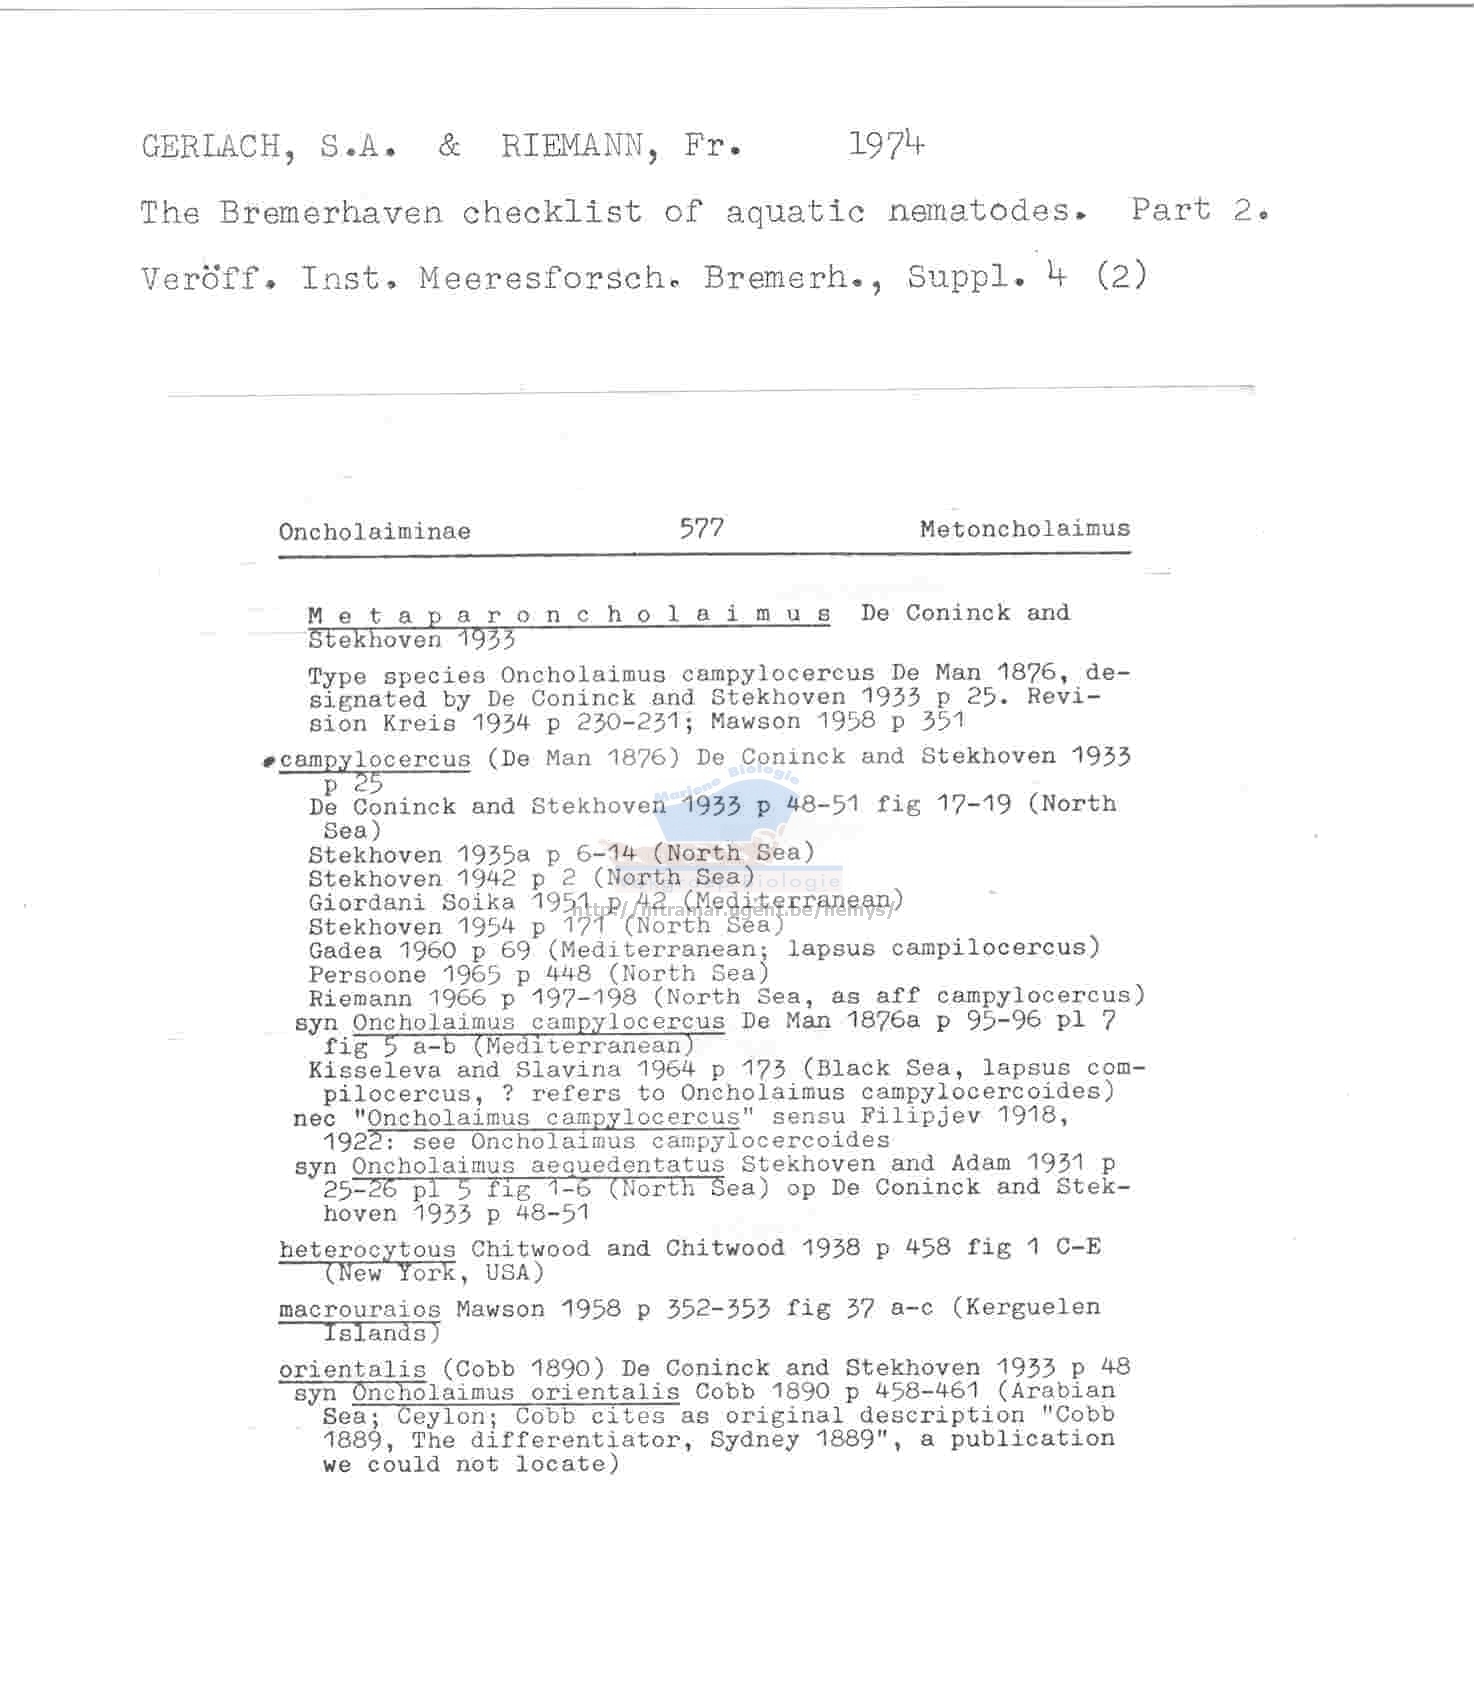 GERLACH, S.A. & RIEMANN, Fr. 1974
The Bremerhaven checklist of aquatic nematodes. Part 2.
Veröff. Inst. Meeresforsch. Bremerh., Suppl. 4 (2)
Oncholaiminae 577 Metoncholaimus
M e t a p a r o n c h o l a i m u s De Coninck and
Stekhoven 1933
Type species Oncholaimus campylocercus De Man 1876, de-
signated by De Coninck and Stekhoven 1933 p 25. Revi-
sion Kreis 1934 p 230-231; Mawson 1958 p 351
campylocercus (De Man 1876) De Coninck and Stekhoven 1933
p 25
De Coninck and Stekhoven 1933 p 48-51 fig 17-19 (North
Sea)
Stekhoven 1935a p 6-14 (North Sea)
Stekhoven 1942 p 2 (North Sea)
Giordani Soika 1951 p 42 (Mediterranean)
Stekhoven 1954 p 171 (North Sea)
Gadea 1960 p 69 (Mediterranean; lapsus campilocercus)
Persoone 1965 p 448 (North Sea)
Riemann 1966 p 197-198 (North Sea, as aff campylocercus)
syn Oncholaimus campylocercus De Man 1876a p 95-96 pl 7
fig 5 a-b (Mediterranean)
Kisseleva and Slavina 1964 p 173 (Black Sea, lapsus com-
pilocercus, ? refers to Oncholaimus campylocercoides)
nec "Oncholaimus campylocercus" sensu Filipjev 1918,
1922: see Oncholaimus campylocercoides
syn Oncholaimus aequedentatus Stekhoven and Adam 1931 p
25-26 pl 5 fig 1-6 (North Sea) op De Coninck and Stek-
hoven 1933 p 48-51
heterocytous Chitwood and Chitwood 1938 p 458 fig 1 C-E
(New York, USA)
macrouraios Mawson 1958 p 352-353 fig 37 a-c (Kerguelen
Islands)
orientalis (Cobb 1890) De Coninck and Stekhoven 1933 p 48
syn Oncholaimus orientalis Cobb 1890 p 458-461 (Arabian
Sea; Ceylon; Cobb cites as original description "Cobb
1889, The differentiator, Sydney 1889", a publication
we could not locate)
Mariene Biologie
biologie
http://intramar.ugent.be/nemys/